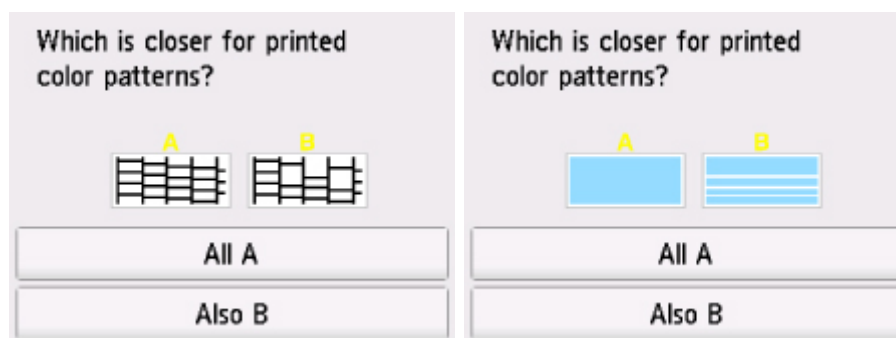 Which is closer for printed
color patterns?
A B
All A
Also B
Which is closer for printed
color patterns?
A B
All A
Also B